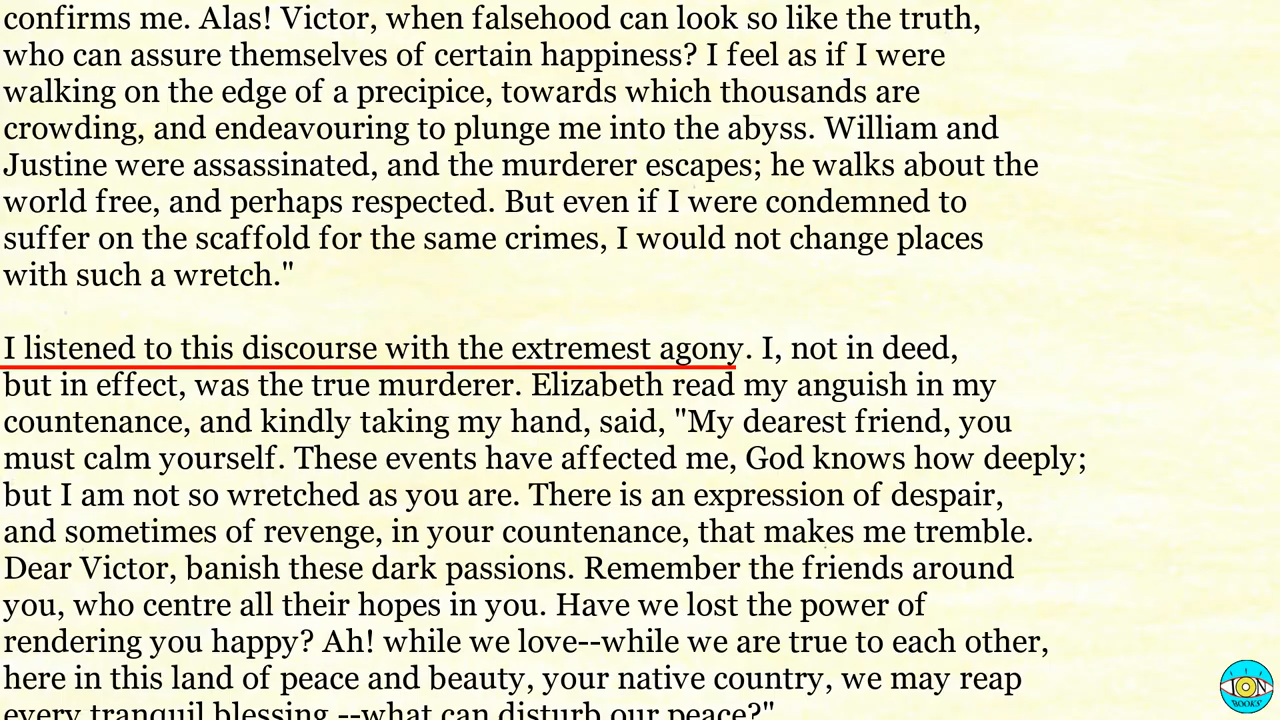 confirms me. Alas! Victor, when falsehood can look so like the truth,
who can assure themselves of certain happiness? I feel as if I were
walking on the edge of a precipice, towards which thousands are
crowding, and endeavouring to plunge me into the abyss. William and
Justine were assassinated, and the murderer escapes; he walks about the
world free, and perhaps respected. But even if I were condemned to
suffer on the scaffold for the same crimes, I would not change places
with such a wretch."
I listened to this discourse with the extremest agony. I, not in deed,
but in effect, was the true murderer. Elizabeth read my anguish in my
countenance, and kindly taking my hand, said, "My dearest friend, you
must calm yourself. These events have affected me, God knows how deeply;
but I am not so wretched as you are. There is an expression of despair,
and sometimes of revenge, in your countenance, that makes me tremble.
Dear Victor, banish these dark passions. Remember the friends around
you, who centre all their hopes in you. Have we lost the power of
rendering you happy? Ah! while we love--while we are true to each other,
here in this land of peace and beauty, your native country, we may reap
every tranquil blessing,--what can disturb our peace?"
ION
BOOKS